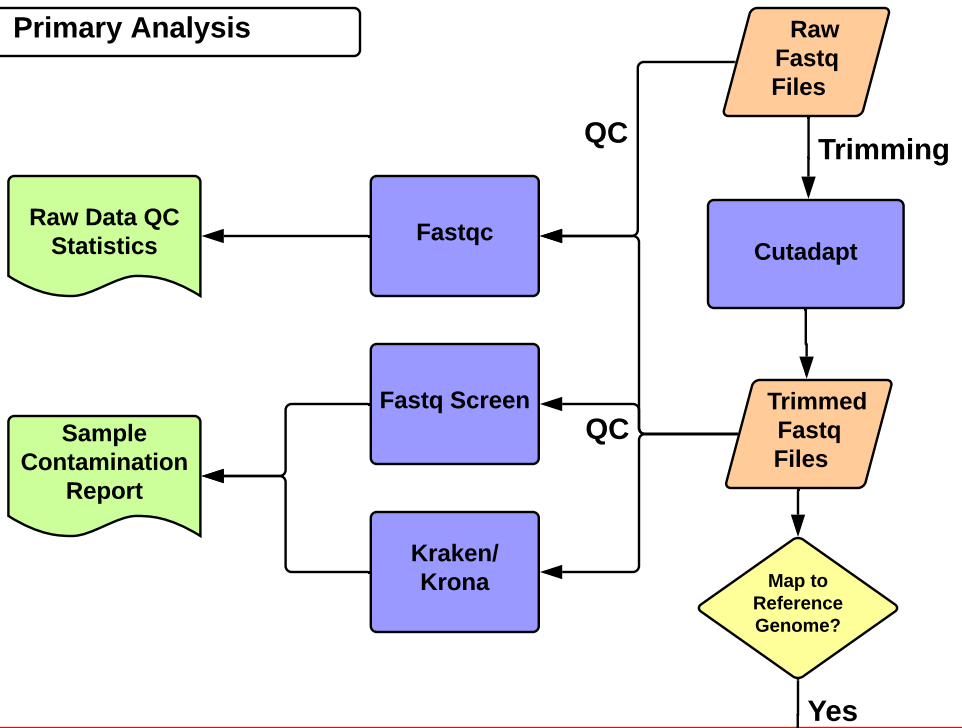 Primary Analysis
Raw
Fastq
Files
QC
Trimming
Raw Data QC
Statistics
Fastqc
Cutadapt
Fastq Screen
Trimmed
Fastq
Files
QC
Sample
Contamination
Report
Kraken/
Krona
Map to
Reference
Genome?
Yes